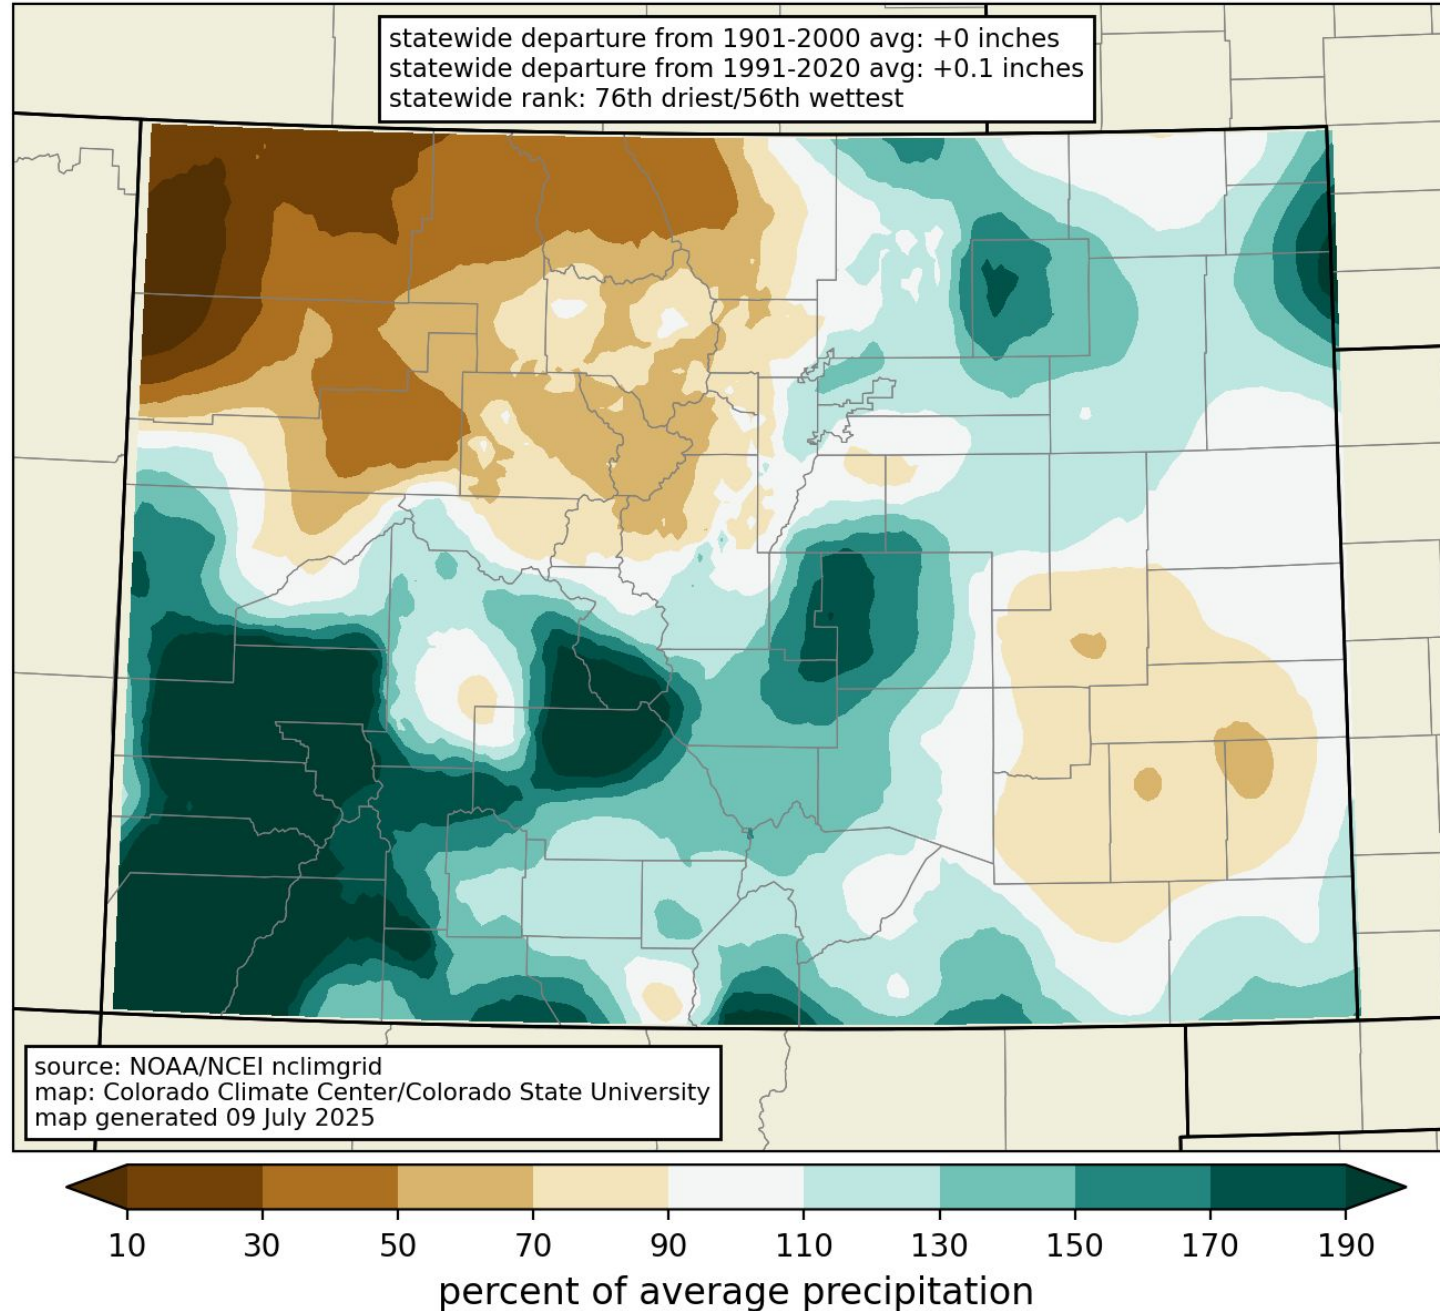 statewide departure from 1901-2000 avg: +0 inches
statewide departure from 1991-2020 avg: +0.1 inches
statewide rank: 76th driest/56th wettest
source: NOAA/NCEI nclimgrid
map: Colorado Climate Center/Colorado State University
map generated 09 July 2025
10 30 50 70 90 110 130 150 170 190
percent of average precipitation